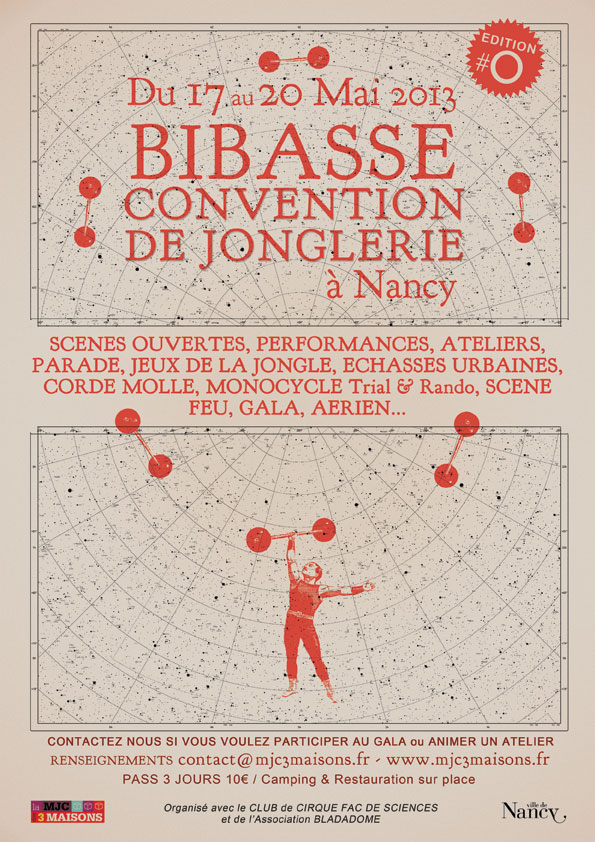 EDITION
#0
Du 17 au 20 Mai 2013
BIBASSE
CONVENTION
DE JONGLERIE
à Nancy
SCENES OUVERTES, PERFORMANCES, ATELIERS,
PARADE, JEUX DE LA JONGLE, ECHASSES URBAINES,
CORDE MOLLE, MONOCYCLE Trial & Rando, SCENE
FEU, GALA, AERIEN...
CONTACTEZ NOUS SI VOUS VOULEZ PARTICIPER AU GALA ou ANIMER UN ATELIER
RENSEIGNEMENTS contact@mjc3maisons.fr - www.mjc3maisons.fr
PASS 3 JOURS 10€ / Camping & Restauration sur place
la MJC
3 MAISONS
Organisé avec le CLUB de CIRQUE FAC DE SCIENCES
et de l'Association BLADADOME
ville de
Nancy,